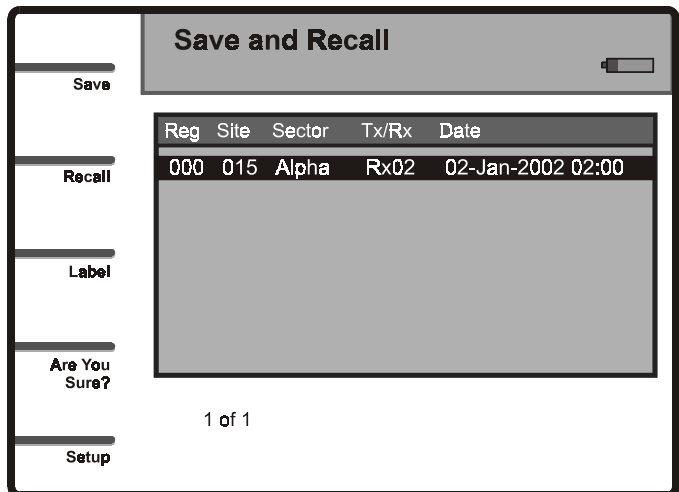 Save and Recall
Save
Reg Site Sector Tx/Rx Date
000 015 Alpha Rx02 02-Jan-2002 02:00
Recall
Label
Are You
Sure?
1 of 1
Setup